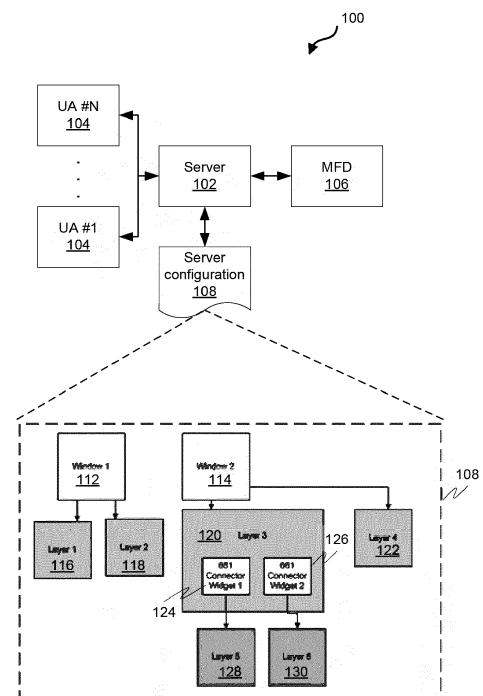 100
UA #N
104
UA #1
104
Server
102
MFD
106
Server
configuration
108
Window 1
112
Window 2
114
108
Layer 1
116
Layer 2
118
120 Layer 3
126
Layer 4
122
661
Connector
Widget 1
661
Connector
Widget 2
124
Layer 5
128
Layer 6
130